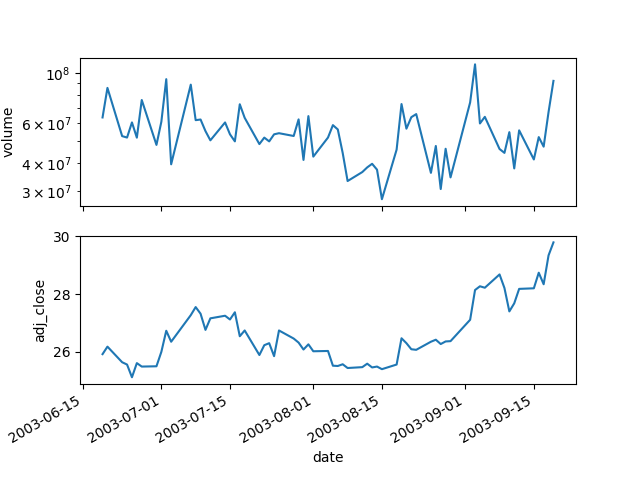 volume
10⁸
6 × 10⁷
4 × 10⁷
3 × 10⁷
adj_close
30
28
26
2003-06-15
2003-07-01
2003-07-15
2003-08-01
2003-08-15
2003-09-01
2003-09-15
date